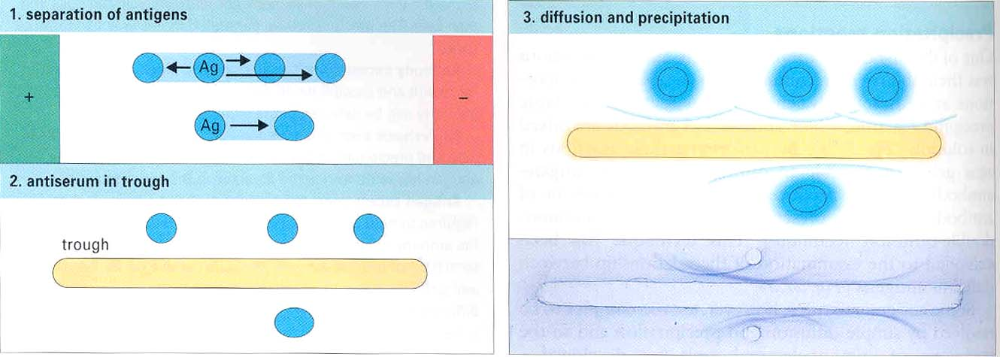 1. separation of antigens
+
Ag
-
Ag
2. antiserum in trough
trough
3. diffusion and precipitation